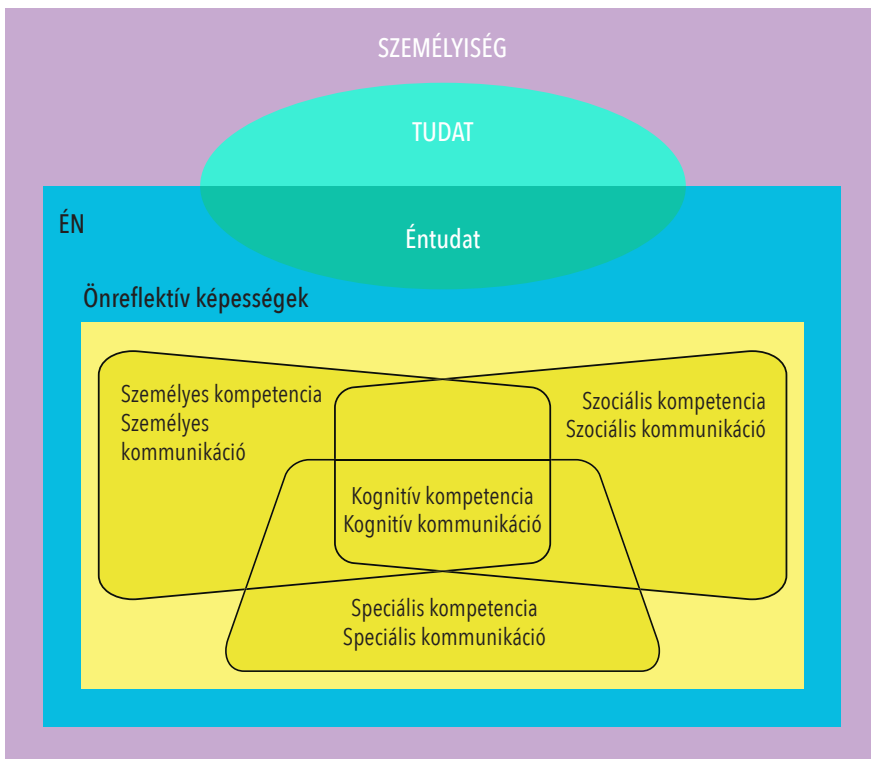 SZEMÉLYISÉG
TUDAT
ÉN
Éntudat
Önreflektív képességek
Személyes kompetencia
Személyes
kommunikáció
Szociális kompetencia
Szociális kommunikáció
Kognitív kompetencia
Kognitív kommunikáció
Speciális kompetencia
Speciális kommunikáció